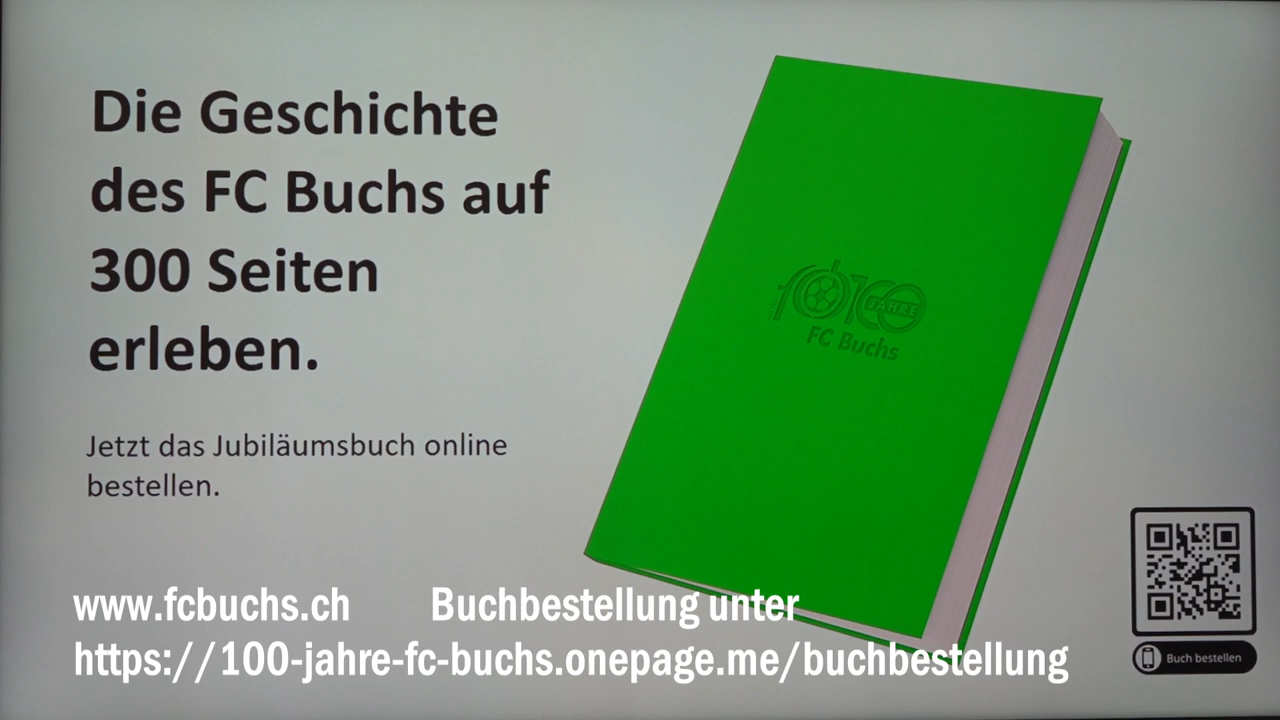 Die Geschichte
des FC Buchs auf
300 Seiten
erleben.
Jetzt das Jubiläumsbuch online
bestellen.
100
JAHRE
FC Buchs
www.fcbuchs.ch Buchbestellung unter
https://100-jahre-fc-buchs.onepage.me/buchbestellung
Buch bestellen